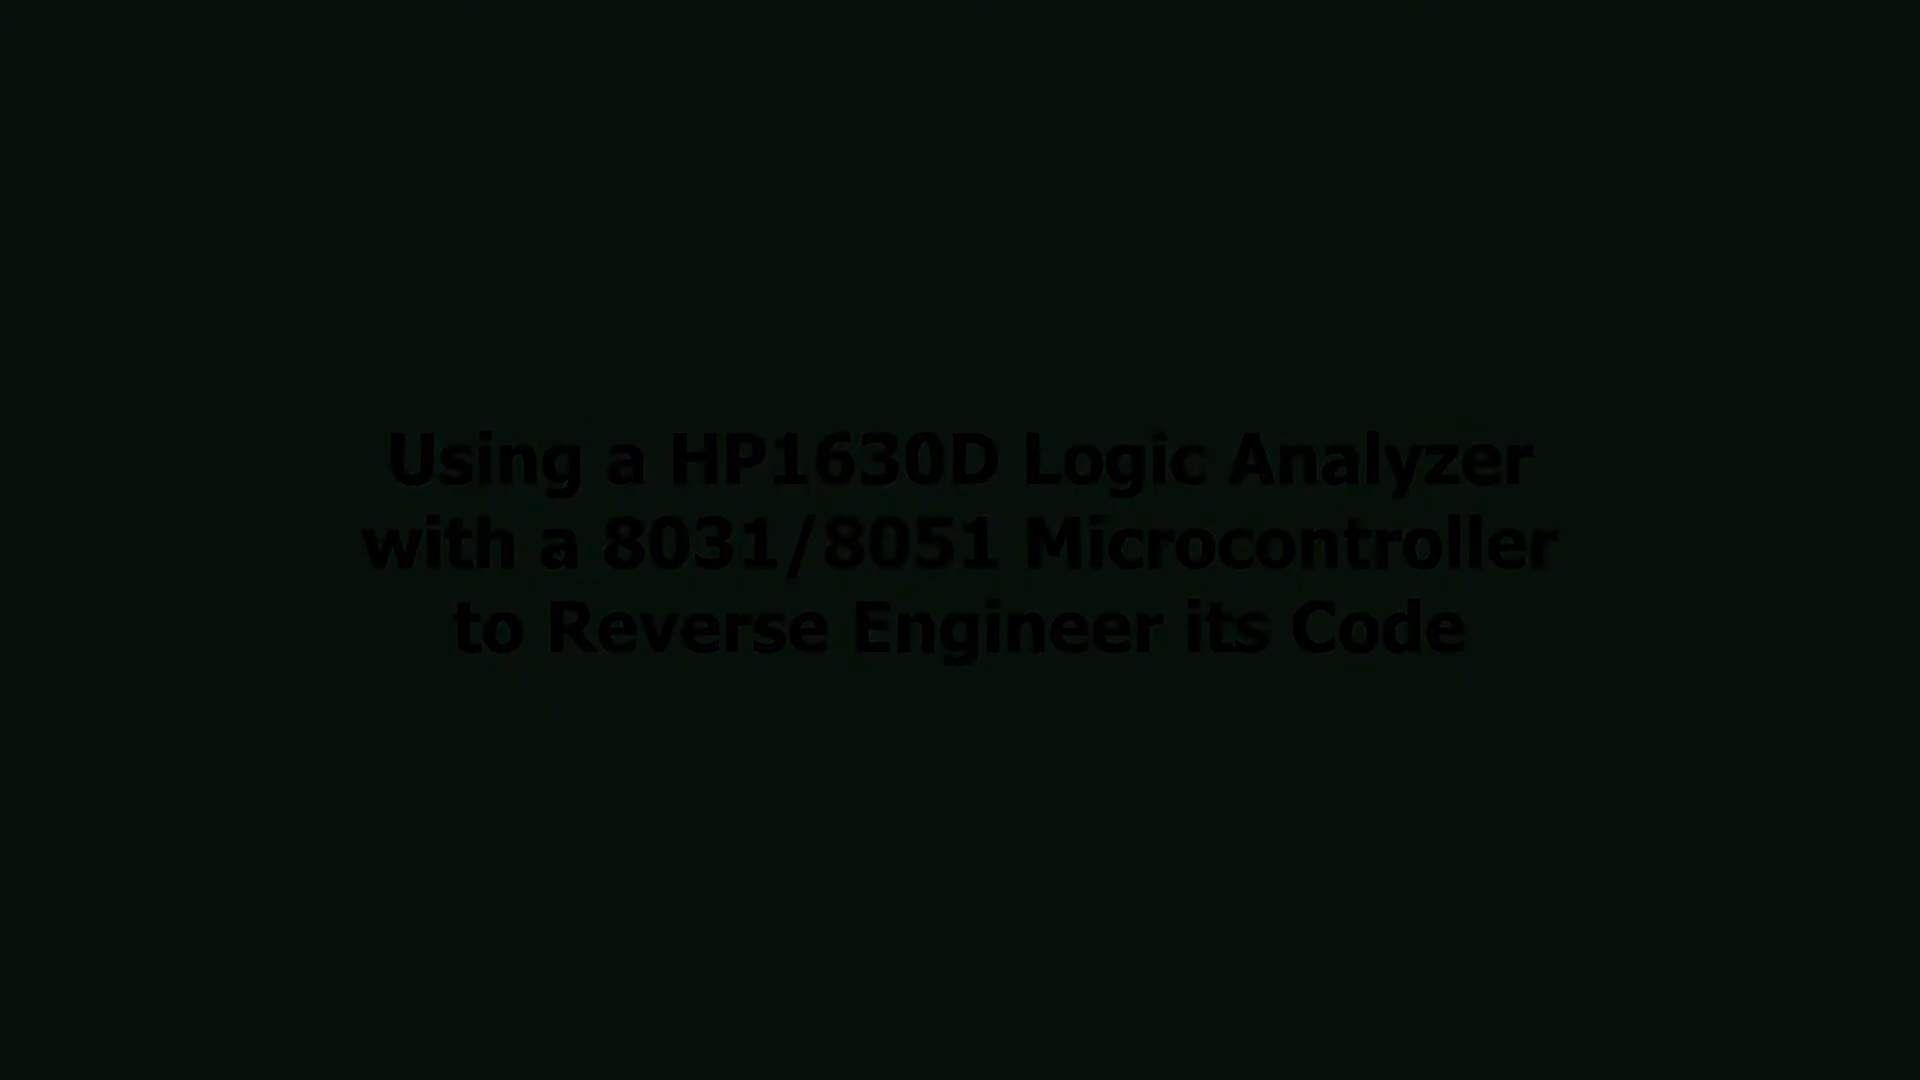 Using a HP1630D Logic Analyzer
with a 8031/8051 Microcontroller
to Reverse Engineer its Code